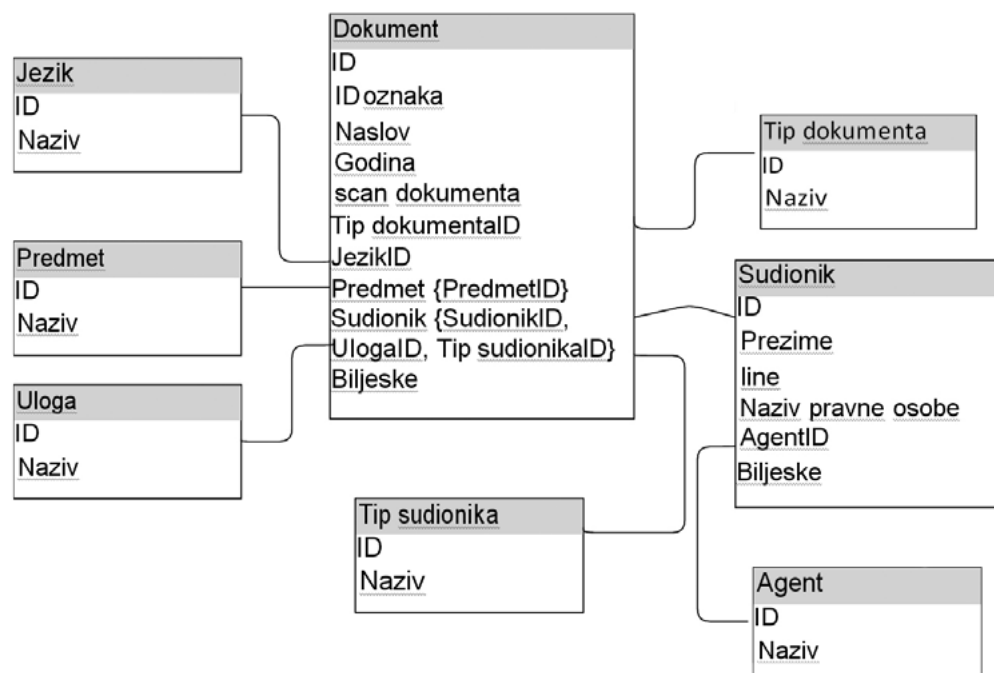 Dokument
ID
ID oznaka
Naslov
Godina
scan dokumenta
Tip dokumentaID
JezikID
Predmet {PredmetID}
Sudionik {SudionikID,
UlogaID, Tip sudionikaID}
Biljeske
Jezik
ID
Naziv
Predmet
ID
Naziv
Uloga
ID
Naziv
Tip dokumenta
ID
Naziv
Sudionik
ID
Prezime
Iine
Naziv pravne osobe
AgentID
Biljeske
Tip sudionika
ID
Naziv
Agent
ID
Naziv